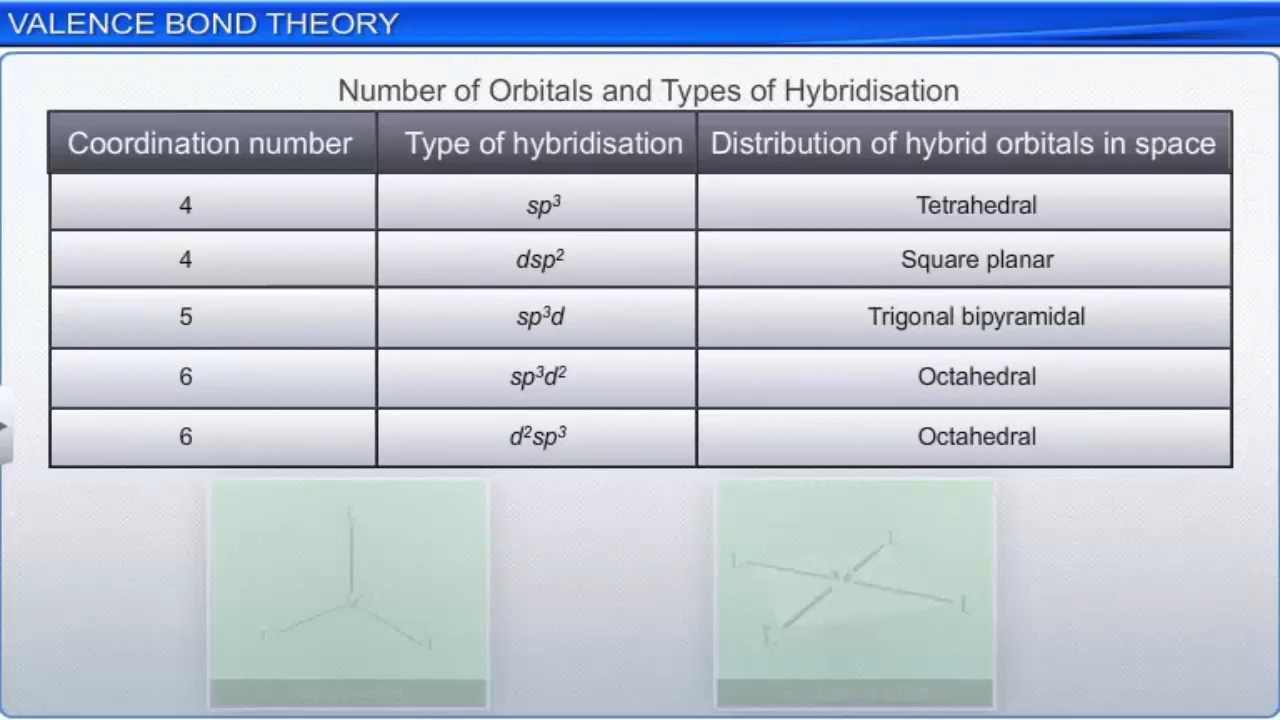 VALENCE BOND THEORY
Number of Orbitals and Types of Hybridisation
Coordination number Type of hybridisation Distribution of hybrid orbitals in space
4 sp³ Tetrahedral
4 dsp² Square planar
5 sp³d Trigonal bipyramidal
6 sp³d² Octahedral
6 d²sp³ Octahedral
L
L L
L
L